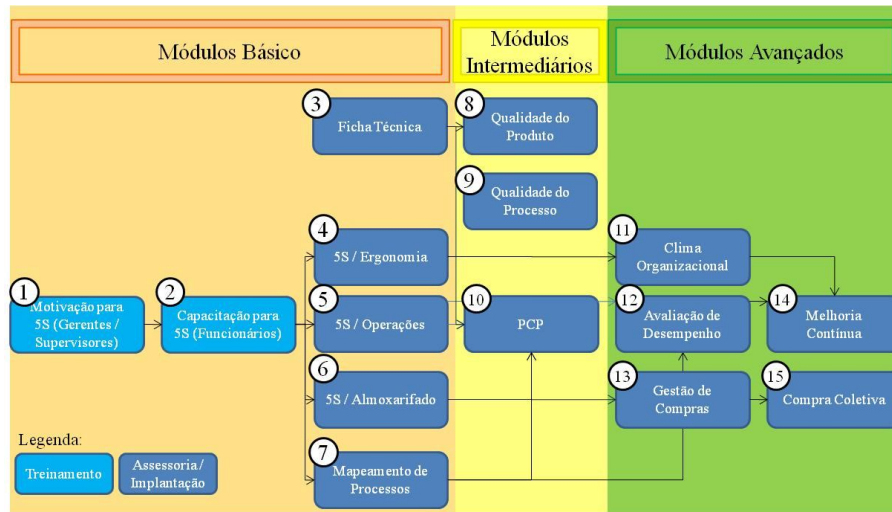 Módulos Básico
Módulos
Intermediários
Módulos Avançados
3
Ficha Técnica
8
Qualidade do
Produto
9
Qualidade do
Processo
4
5S / Ergonomia
11
Clima
Organizacional
1
Motivação para
5S (Gerentes /
Supervisores)
2
Capacitação para
5S (Funcionários)
5
5S / Operações
10
PCP
12
Avaliação de
Desempenho
14
Melhoria
Contínua
6
5S / Almoxarifado
13
Gestão de
Compras
15
Compra Coletiva
7
Mapeamento de
Processos
Legenda:
Treinamento
Assessoria /
Implantação